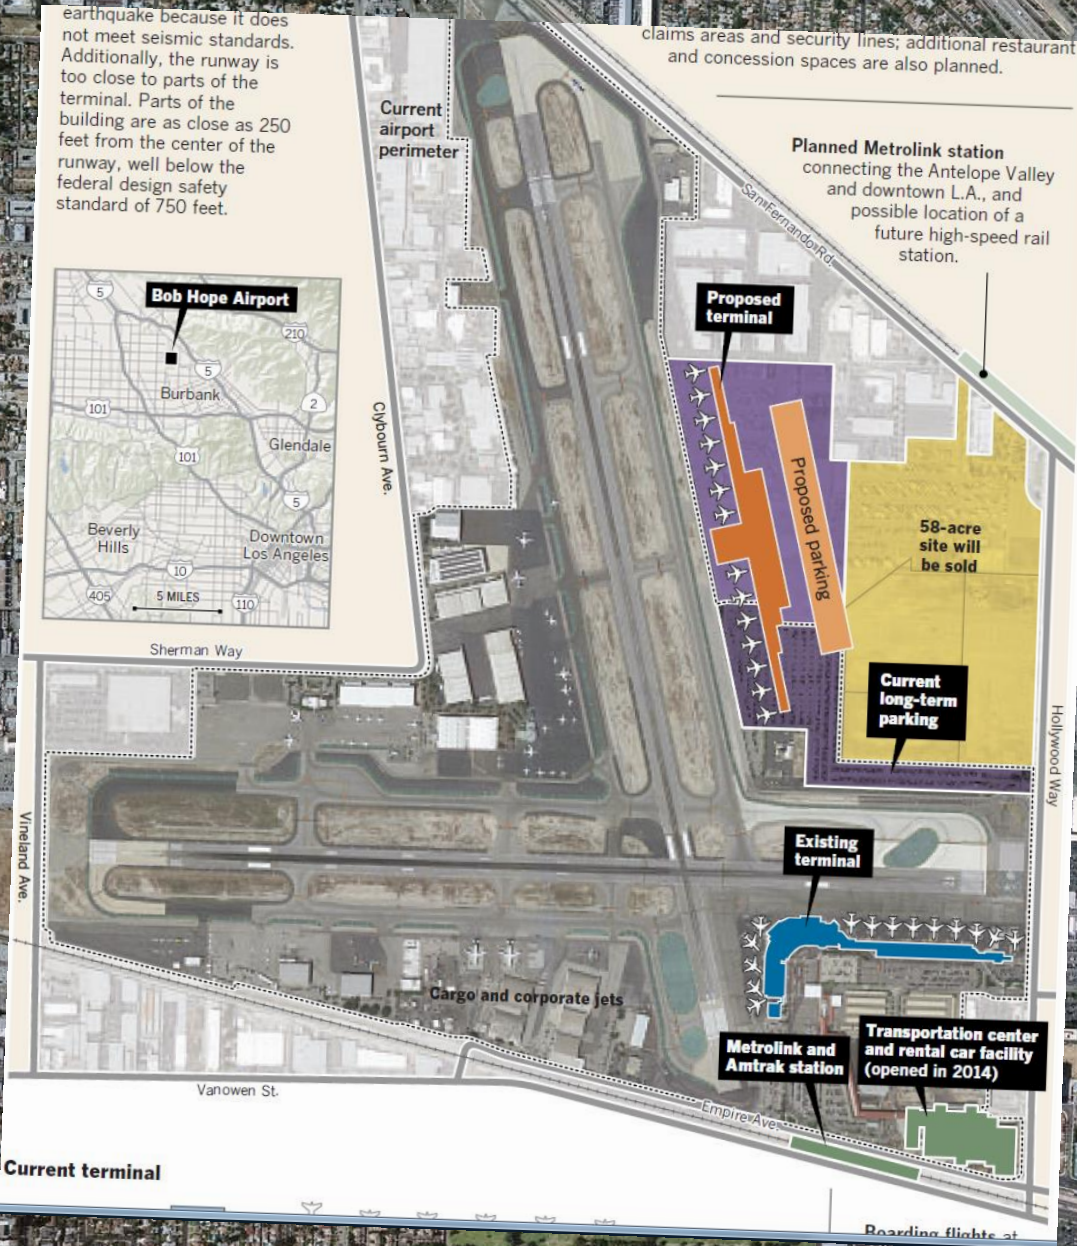 earthquake because it does
not meet seismic standards.
Additionally, the runway is
too close to parts of the
terminal. Parts of the
building are as close as 250
feet from the center of the
runway, well below the
federal design safety
standard of 750 feet.
claims areas and security lines; additional restaurant
and concession spaces are also planned.
Current
airport
perimeter
Planned Metrolink station
connecting the Antelope Valley
and downtown L.A., and
possible location of a
future high-speed rail
station.
San Fernando Rd.
Bob Hope Airport
5
210
5
Burbank
2
101
Glendale
101
5
Beverly
Hills
Downtown
Los Angeles
10
405
5 MILES
110
Clybourn Ave.
Proposed
terminal
Proposed parking
58-acre
site will
be sold
Sherman Way
Current
long-term
parking
Hollywood Way
Vineland Ave.
Existing
terminal
Cargo and corporate jets
Metrolink and
Amtrak station
Transportation center
and rental car facility
(opened in 2014)
Vanowen St.
Empire Ave.
Current terminal
Boarding flights at